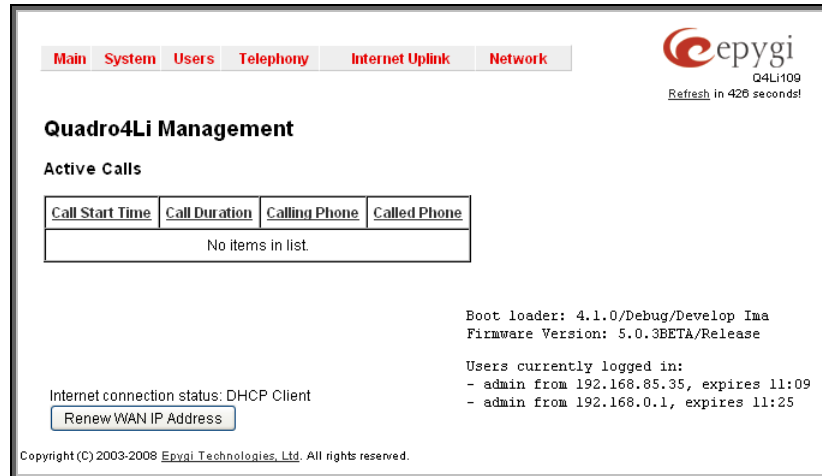 Main System Users Telephony Internet Uplink Network
epygi
Q4Li109
Refresh in 426 seconds!
Quadro4Li Management
Active Calls
Call Start Time Call Duration Calling Phone Called Phone
No items in list.
Boot loader: 4.1.0/Debug/Develop Ima
Firmware Version: 5.0.3BETA/Release
Users currently logged in:
- admin from 192.168.85.35, expires 11:09
- admin from 192.168.0.1, expires 11:25
Internet connection status: DHCP Client
Renew WAN IP Address
Copyright (C) 2003-2008 Epygi Technologies, Ltd. All rights reserved.